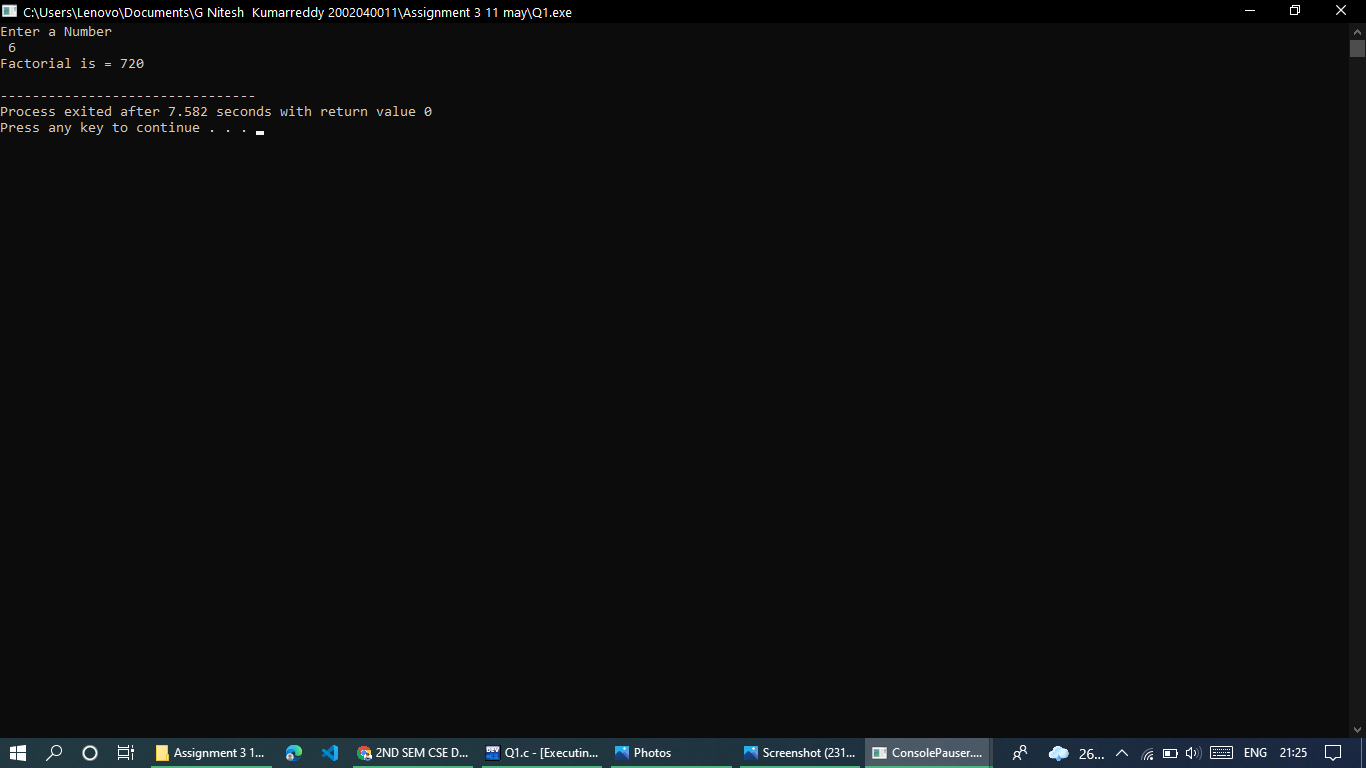 C:\Users\Lenovo\Documents\G Nitesh  Kumarreddy 2002040011\Assignment 3 11 may\Q1.exe
Enter a Number
 6
Factorial is = 720
--------------------------------
Process exited after 7.582 seconds with return value 0
Press any key to continue . . .
Assignment 3 1... 2ND SEM CSE D... DEV Q1.c - [Executin... Photos Screenshot (231... ConsolePauser.... 26... ENG 21:25